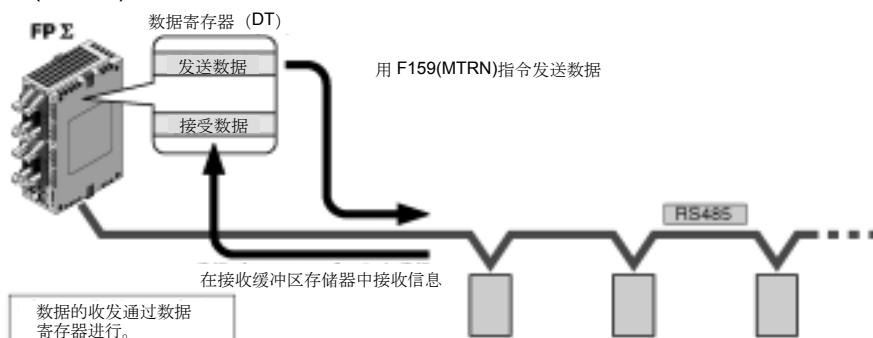 数据寄存器（DT）
FP Σ
发送数据
用 F159(MTRN)指令发送数据
接受数据
RS485
在接收缓冲区存储器中接收信息
数据的收发通过数据
寄存器进行。